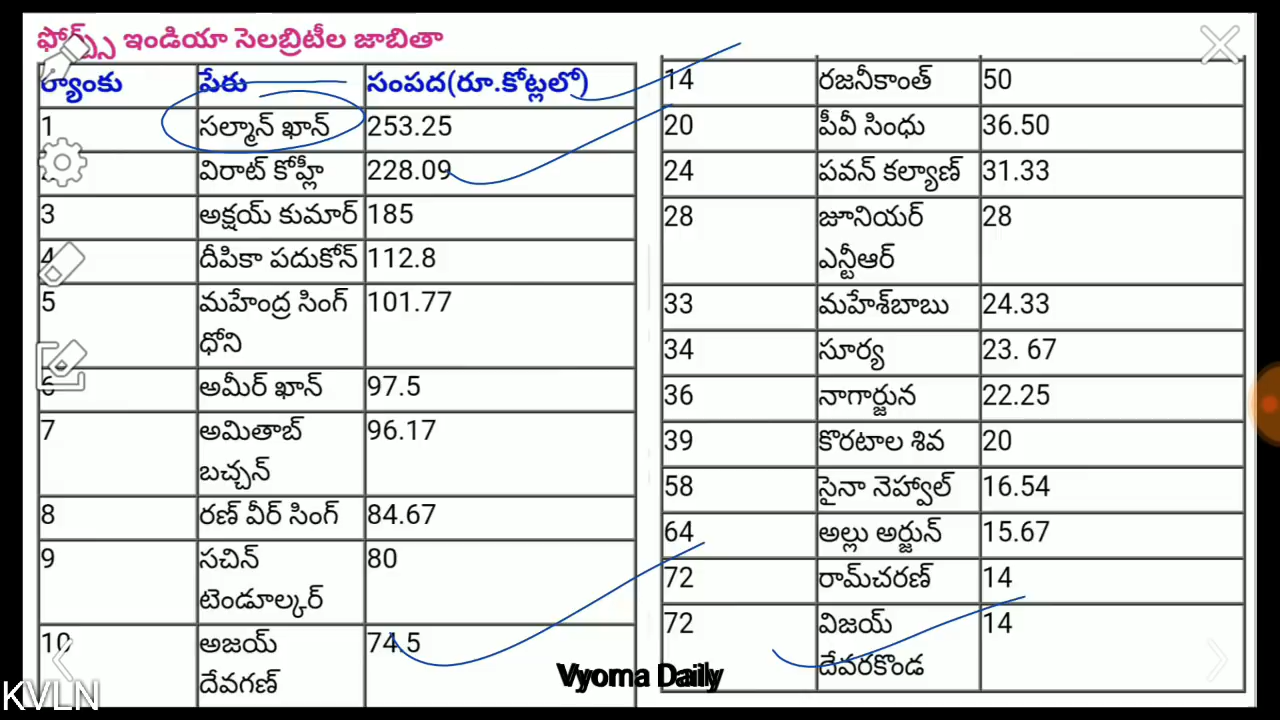 ఫోర్బ్స్ ఇండియా సెలబ్రిటీల జాబితా
ర్యాంకు పేరు సంపద(రూ.కోట్లలో)
1 సల్మాన్ ఖాన్ 253.25
విరాట్ కోహ్లీ 228.09
3 అక్షయ్ కుమార్ 185
4 దీపికా పదుకోన్ 112.8
5 మహేంద్ర సింగ్ 101.77
ధోని
6 అమీర్ ఖాన్ 97.5
7 అమితాబ్ 96.17
బచ్చన్
8 రణ్ వీర్ సింగ్ 84.67
9 సచిన్ 80
టెండూల్కర్
10 అజయ్ 74.5
దేవగణ్
14 రజనీకాంత్ 50
20 పీవీ సింధు 36.50
24 పవన్ కల్యాణ్ 31.33
28 జూనియర్ 28
ఎన్టీఆర్
33 మహేశ్‌బాబు 24.33
34 సూర్య 23. 67
36 నాగార్జున 22.25
39 కొరటాల శివ 20
58 సైనా నెహ్వాల్ 16.54
64 అల్లు అర్జున్ 15.67
72 రామ్‌చరణ్ 14
72 విజయ్ 14
దేవరకొండ
Vyoma Daily
KVLN